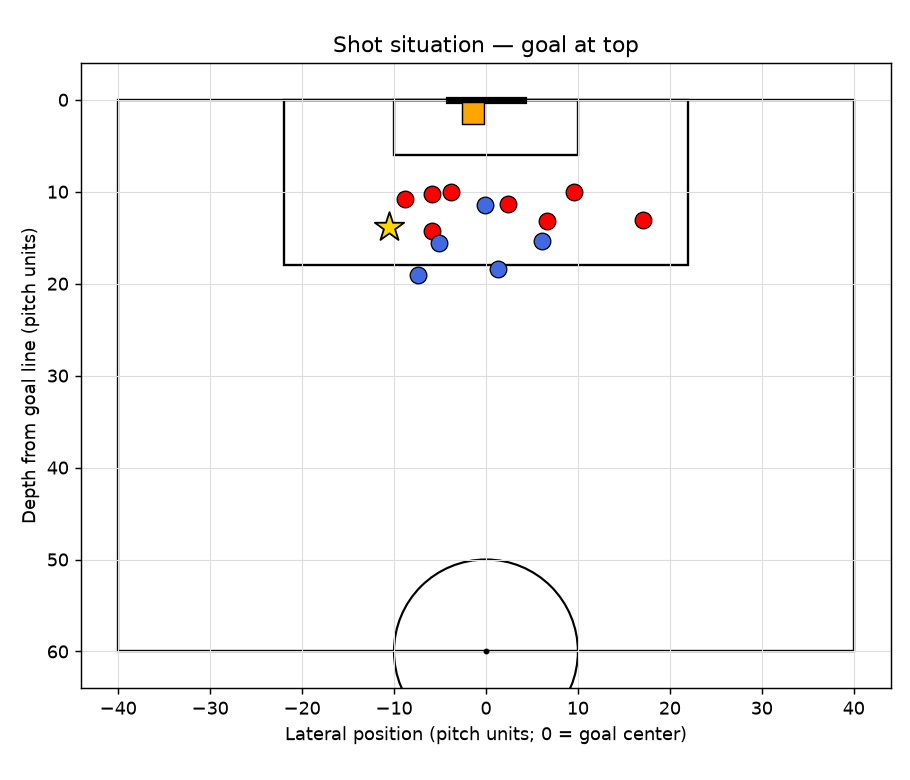 Shot situation — goal at top
0
10
20
30
40
50
60
Depth from goal line (pitch units)
−40 −30 −20 −10 0 10 20 30 40
Lateral position (pitch units; 0 = goal center)